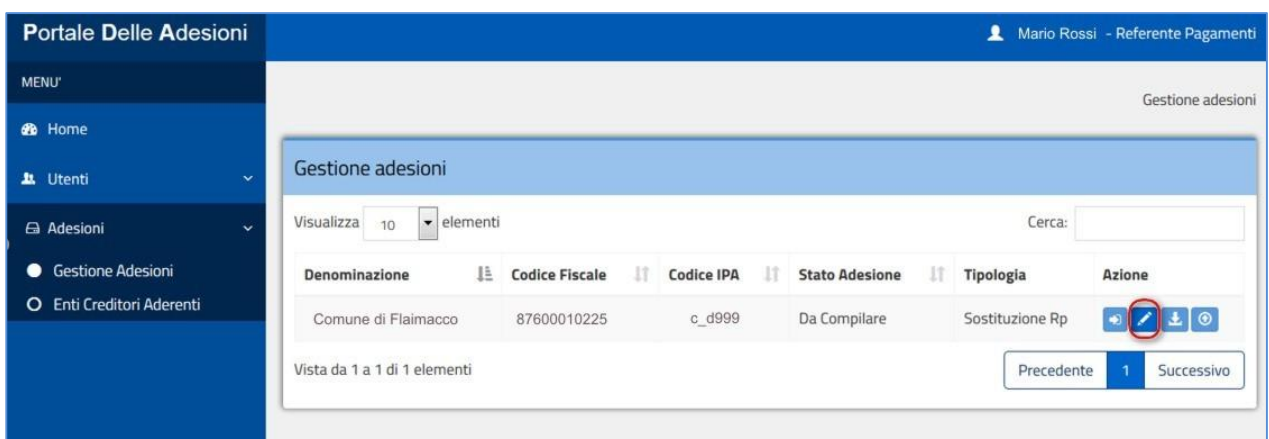 Portale Delle Adesioni
Mario Rossi - Referente Pagamenti
MENU'
Gestione adesioni
Home
Utenti
Adesioni
Gestione Adesioni
Enti Creditori Aderenti
Gestione adesioni
Visualizza 10 elementi
Cerca:
Denominazione Codice Fiscale Codice IPA Stato Adesione Tipologia Azione
Comune di Flaimacco 87600010225 c_d999 Da Compilare Sostituzione Rp
Vista da 1 a 1 di 1 elementi
Precedente 1 Successivo